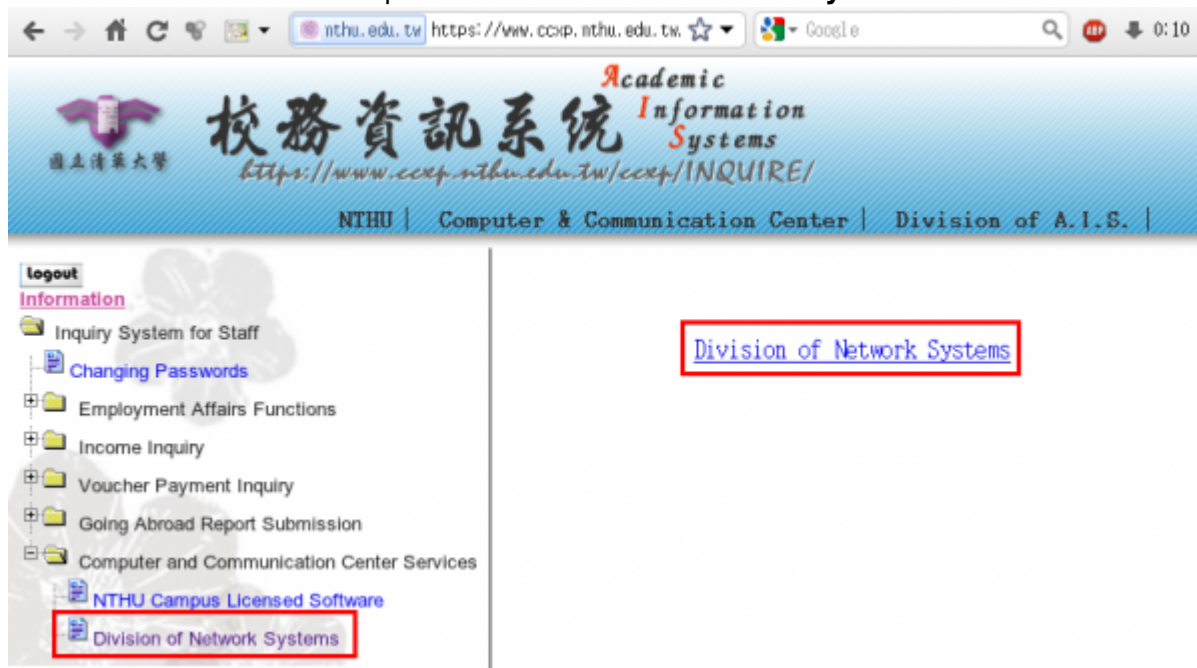 nthu.edu.tw https://www.ccxp.nthu.edu.tw. Google 0:10
Academic
Information
Systems
校務資訊系統
國立清華大學
https://www.ccxp.nthu.edu.tw/ccxp/INQUIRE/
NTHU | Computer & Communication Center | Division of A.I.S. |
logout
Information
Inquiry System for Staff
Changing Passwords
Employment Affairs Functions
Income Inquiry
Voucher Payment Inquiry
Going Abroad Report Submission
Computer and Communication Center Services
NTHU Campus Licensed Software
Division of Network Systems
Division of Network Systems